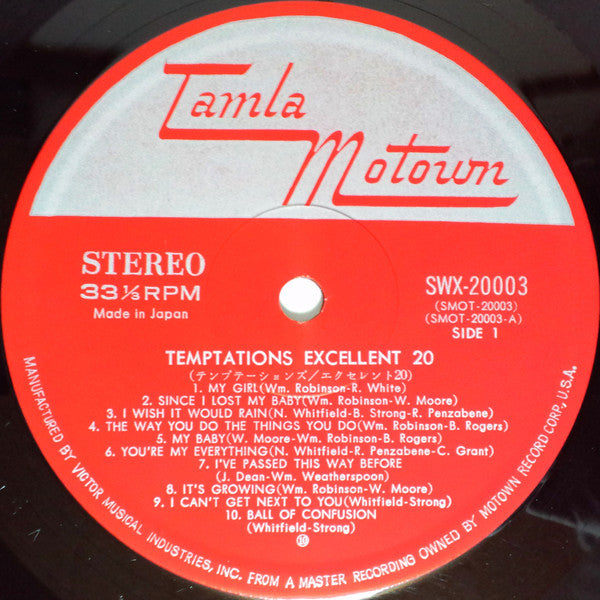 Tamla
Motown
STEREO
33⅓RPM
Made in Japan
SWX-20003
(SMOT-20003)
(SMOT-20003-A)
SIDE 1
TEMPTATIONS EXCELLENT 20
(テンプテーションズ/エクセレント20)
1. MY GIRL(Wm. Robinson-R. White)
2. SINCE I LOST MY BABY(Wm. Robinson-W. Moore)
3. I WISH IT WOULD RAIN(N. Whitfield-B. Strong-R. Penzabene)
4. THE WAY YOU DO THE THINGS YOU DO(Wm. Robinson-B. Rogers)
5. MY BABY(W. Moore-Wm. Robinson-B. Rogers)
6. YOU'RE MY EVERYTHING(N. Whitfield-R. Penzabene-C. Grant)
7. I'VE PASSED THIS WAY BEFORE
(J. Dean-Wm. Weatherspoon)
8. IT'S GROWING(Wm. Robinson-W. Moore)
9. I CAN'T GET NEXT TO YOU(Whitfield-Strong)
10. BALL OF CONFUSION
(Whitfield-Strong)
MANUFACTURED BY VICTOR MUSICAL INDUSTRIES, INC. FROM A MASTER RECORDING OWNED BY MOTOWN RECORD CORP., U.S.A.